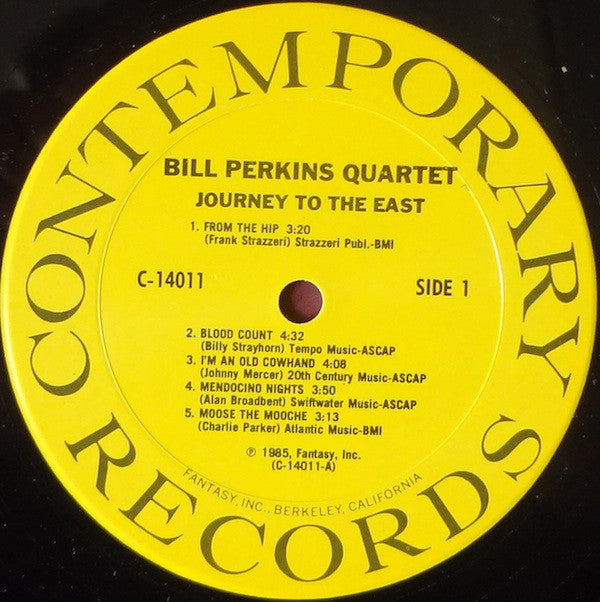 CONTEMPORARY RECORDS
BILL PERKINS QUARTET
JOURNEY TO THE EAST
1. FROM THE HIP 3:20
(Frank Strazzeri) Strazzeri Publ.-BMI
C-14011
SIDE 1
2. BLOOD COUNT 4:32
(Billy Strayhorn) Tempo Music-ASCAP
3. I'M AN OLD COWHAND 4:08
(Johnny Mercer) 20th Century Music-ASCAP
4. MENDOCINO NIGHTS 3:50
(Alan Broadbent) Swiftwater Music-ASCAP
5. MOOSE THE MOOCHE 3:13
(Charlie Parker) Atlantic Music-BMI
℗ 1985, Fantasy, Inc.
(C-14011-A)
FANTASY, INC., BERKELEY, CALIFORNIA